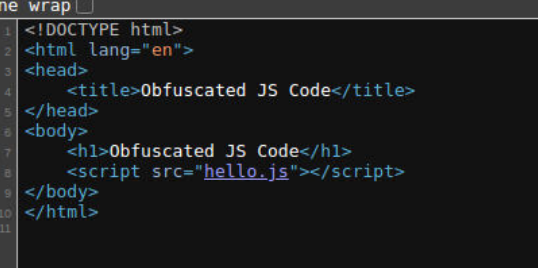 ne wrap
1 <!DOCTYPE html>
2 <html lang="en">
3 <head>
4     <title>Obfuscated JS Code</title>
5 </head>
6 <body>
7     <h1>Obfuscated JS Code</h1>
8     <script src="hello.js"></script>
9 </body>
10 </html>
11